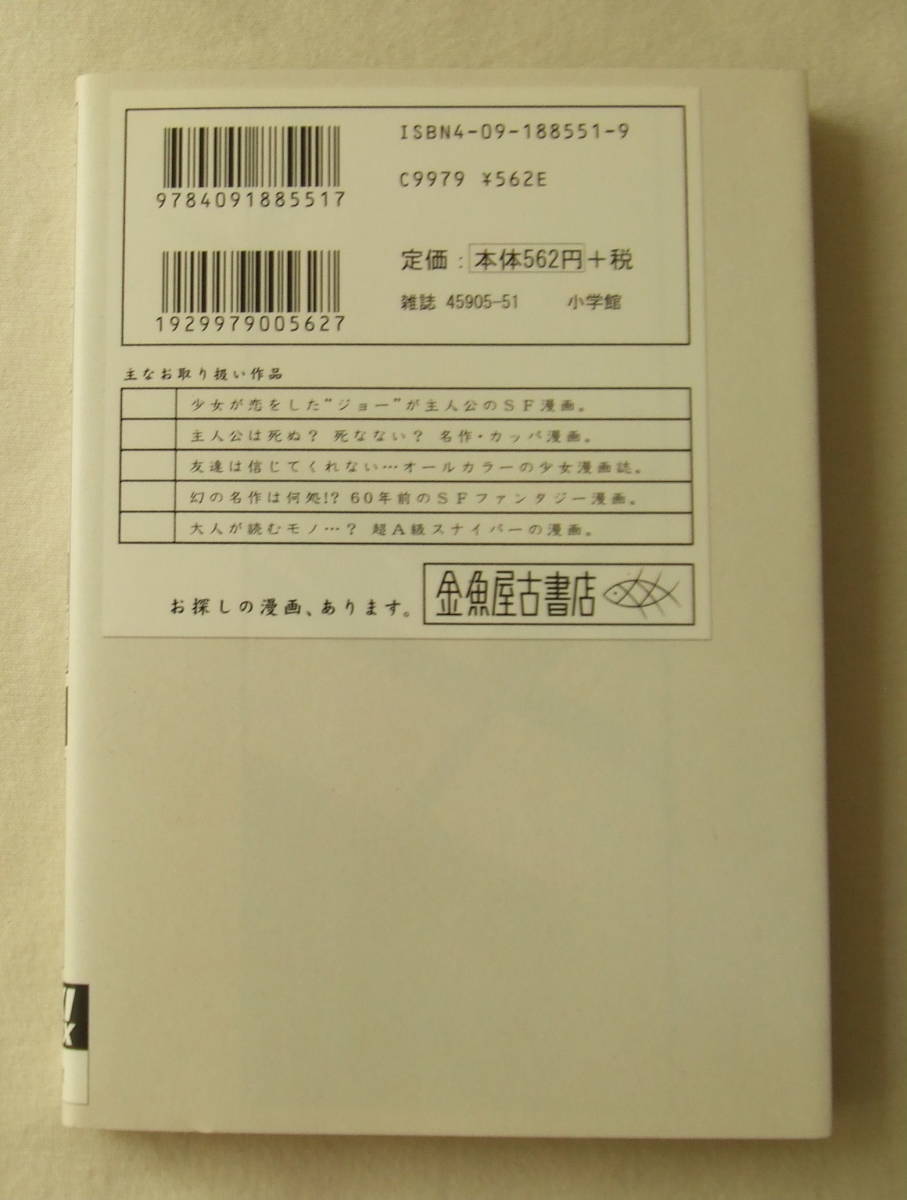 ISBN4-09-188551-9
C9979 ¥562E
9784091885517
1929979005627
定価：本体562円＋税
雑誌 45905-51 小学館
主なお取り扱い作品
少女が恋をした“ジョー”が主人公のＳＦ漫画。
主人公は死ぬ？ 死なない？ 名作・カッパ漫画。
友達は信じてくれない…オールカラーの少女漫画誌。
幻の名作は何処!? 60年前のＳＦファンタジー漫画。
大人が読むモノ…？ 超Ａ級スナイパーの漫画。
お探しの漫画、あります。
金魚屋古書店